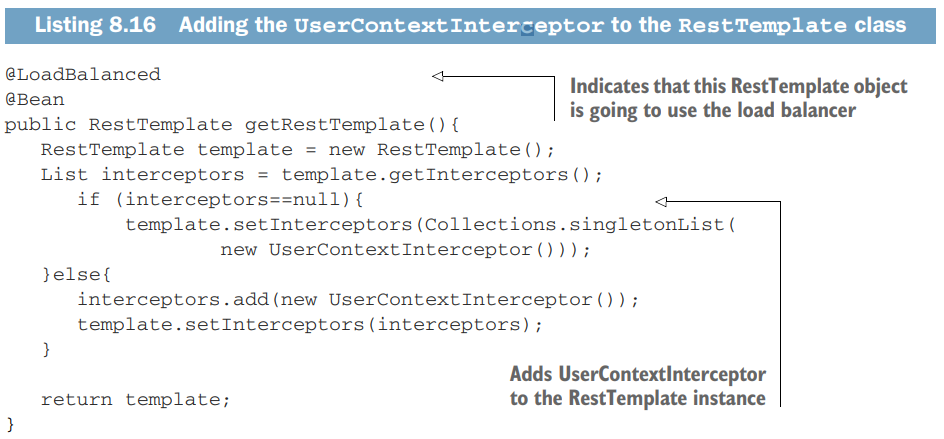 Listing 8.16 Adding the UserContextInterceptor to the RestTemplate class
@LoadBalanced
Indicates that this RestTemplate object
is going to use the load balancer
@Bean
public RestTemplate getRestTemplate(){
RestTemplate template = new RestTemplate();
List interceptors = template.getInterceptors();
if (interceptors==null){
template.setInterceptors(Collections.singletonList(
new UserContextInterceptor()));
}else{
interceptors.add(new UserContextInterceptor());
template.setInterceptors(interceptors);
}
Adds UserContextInterceptor
to the RestTemplate instance
return template;
}